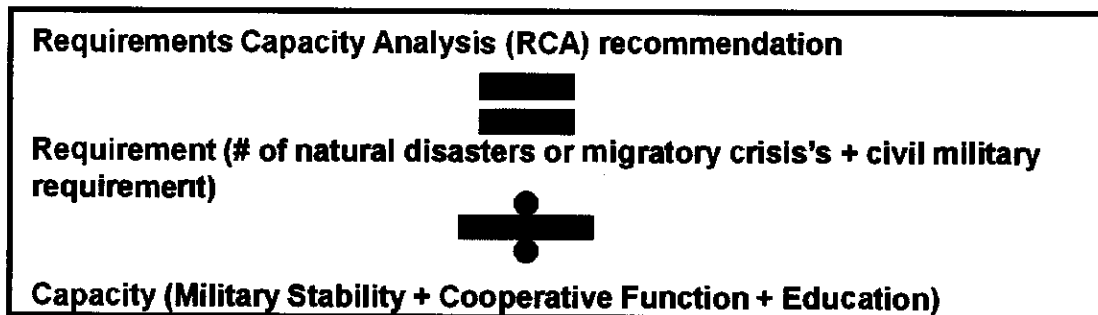 Requirements Capacity Analysis (RCA) recommendation
=
Requirement (# of natural disasters or migratory crisis's + civil military
requirement)
÷
Capacity (Military Stability + Cooperative Function + Education)